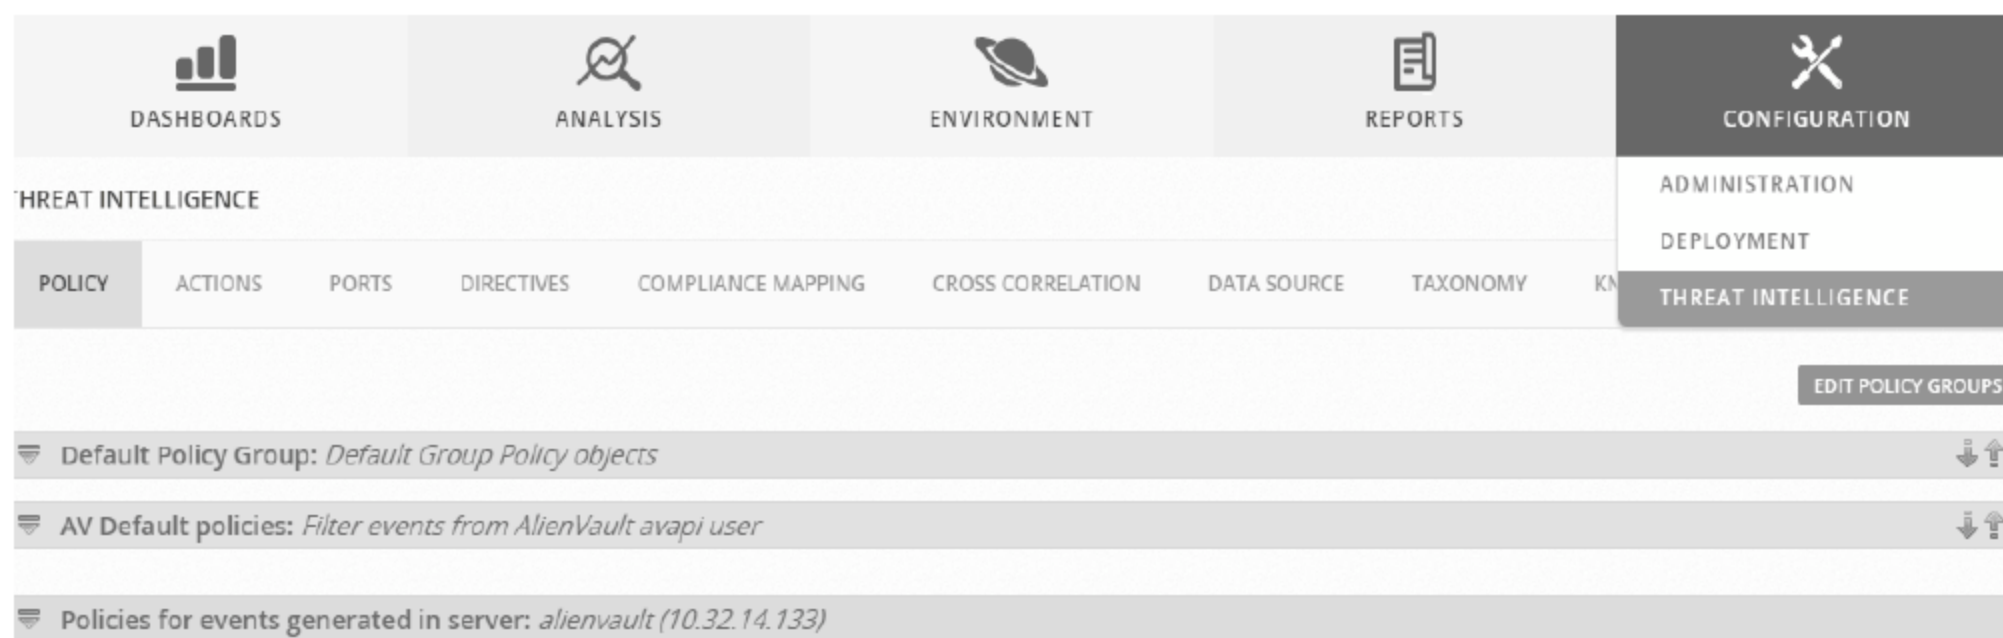 DASHBOARDS ANALYSIS ENVIRONMENT REPORTS CONFIGURATION
THREAT INTELLIGENCE
ADMINISTRATION
DEPLOYMENT
THREAT INTELLIGENCE
POLICY ACTIONS PORTS DIRECTIVES COMPLIANCE MAPPING CROSS CORRELATION DATA SOURCE TAXONOMY KN
EDIT POLICY GROUPS
Default Policy Group: Default Group Policy objects
AV Default policies: Filter events from AlienVault avapi user
Policies for events generated in server: alienvault (10.32.14.133)